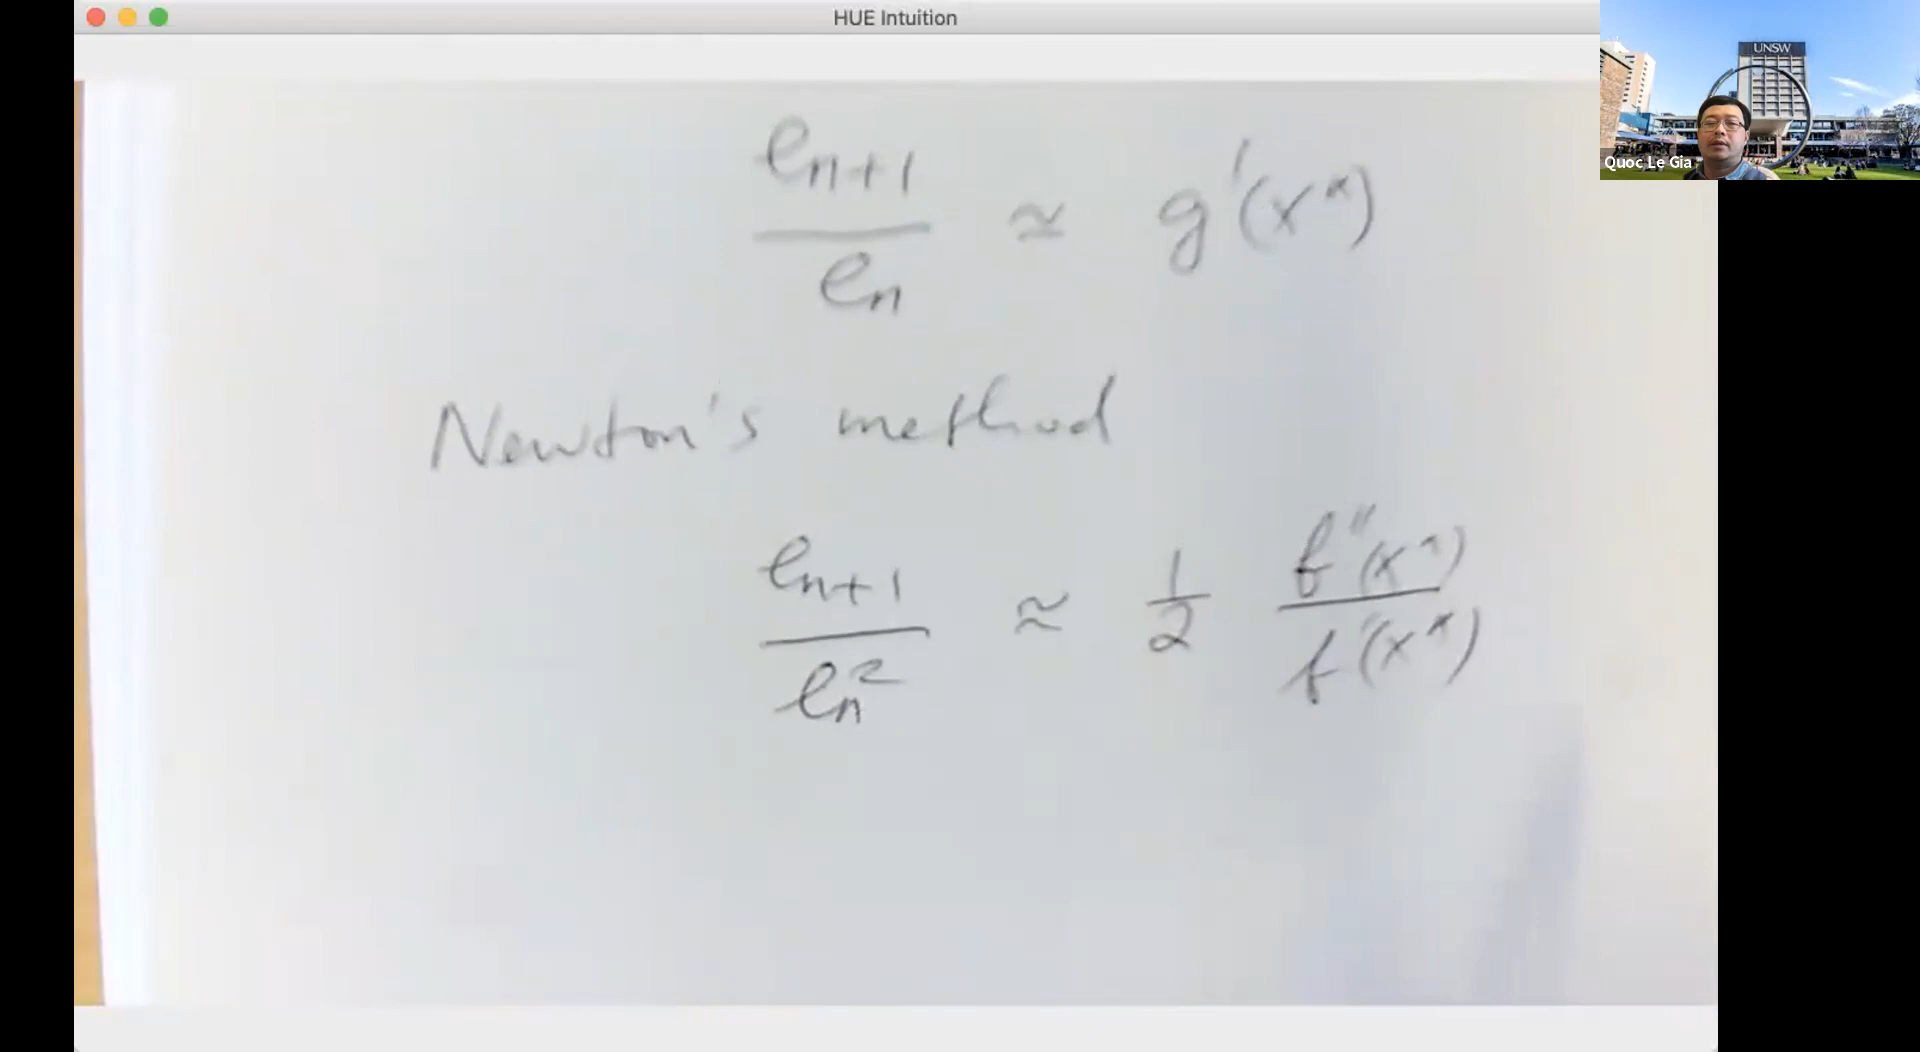 HUE Intuition
UNSW
Quoc Le Gia
e_{n+1} / e_n ≃ g'(x*)
Newton's method
e_{n+1} / e_n^2 ≈ 1/2 f''(x*) / f'(x*)